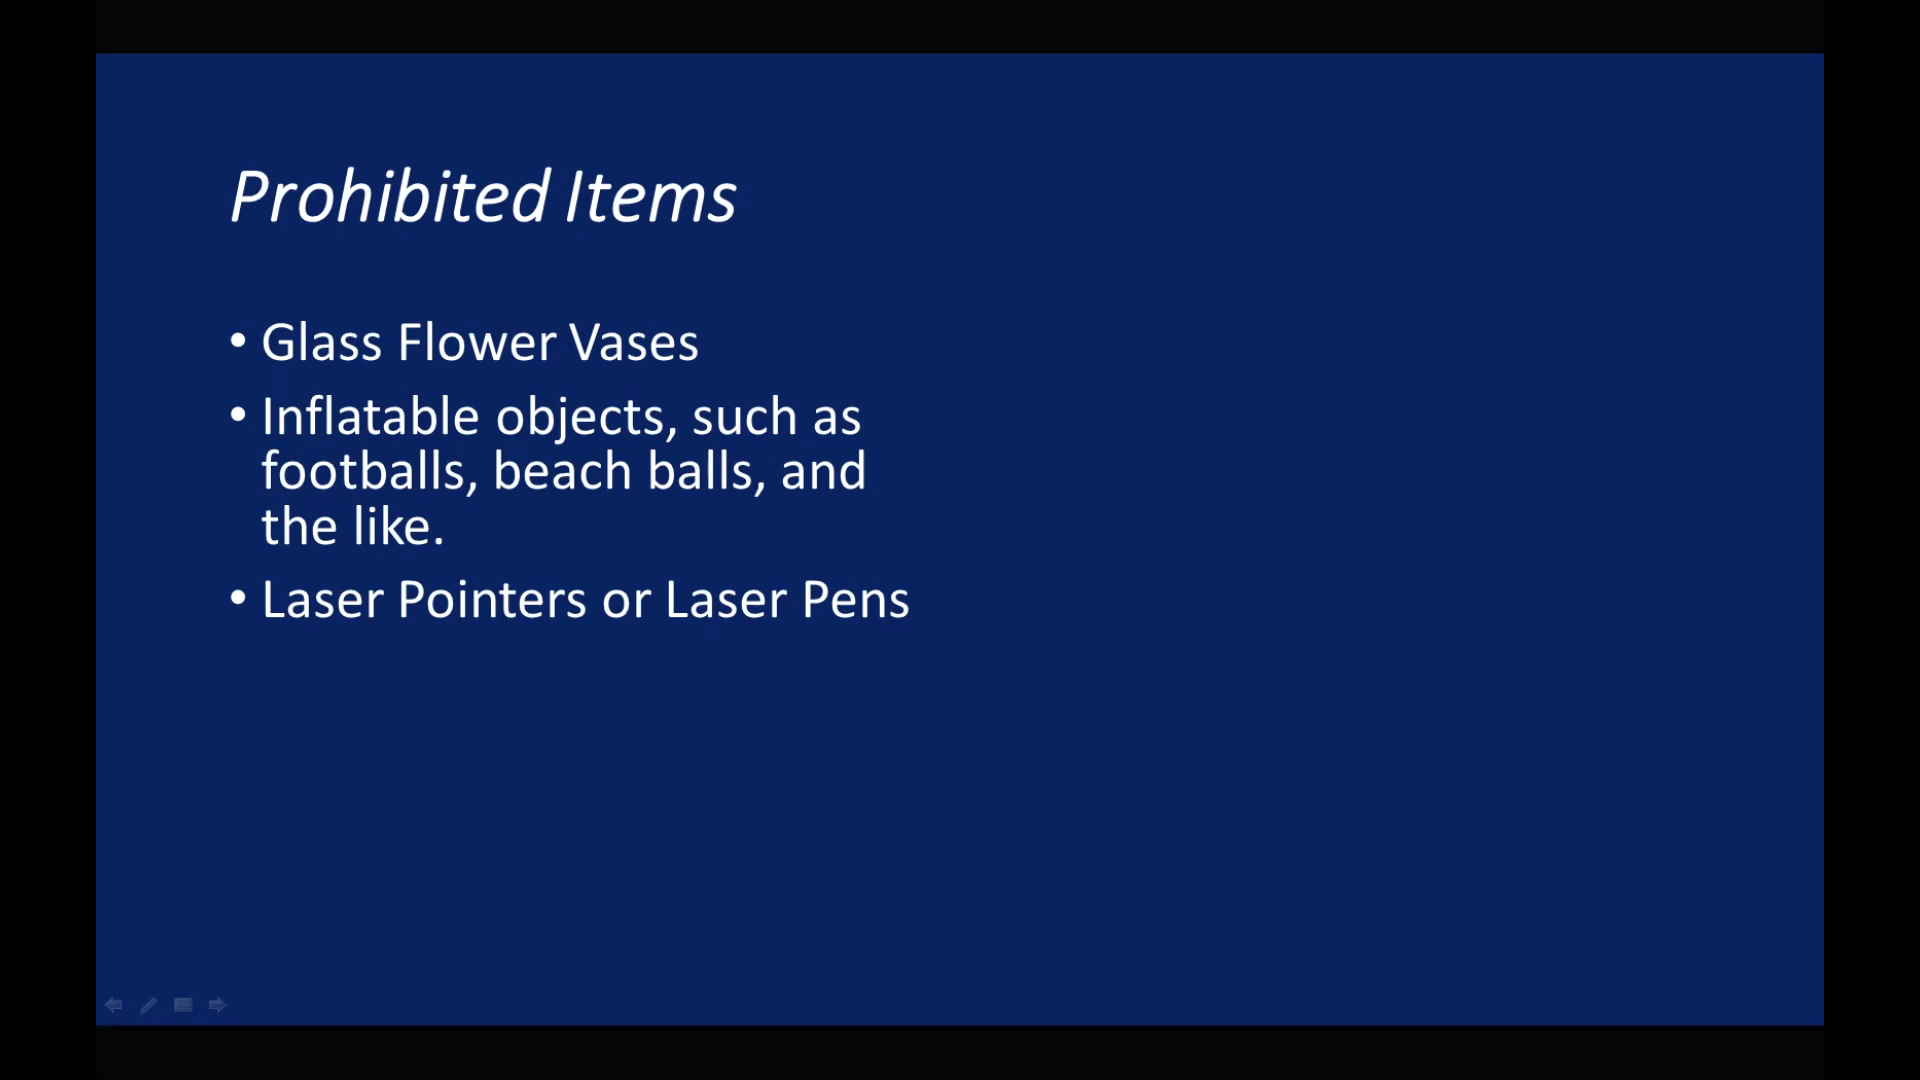 Prohibited Items
• Glass Flower Vases
• Inflatable objects, such as
footballs, beach balls, and
the like.
• Laser Pointers or Laser Pens